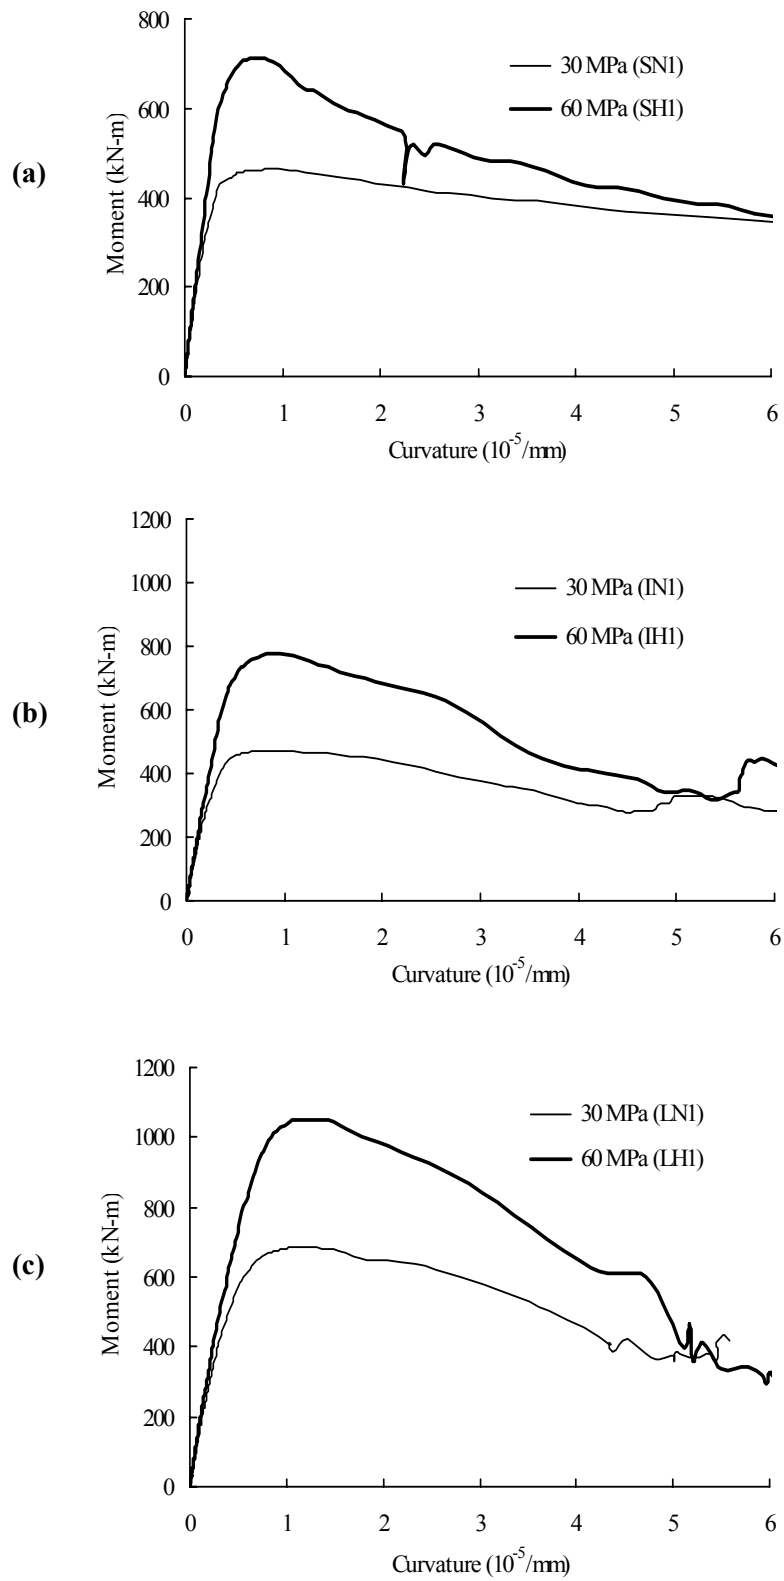 (a)
Moment (kN-m)
800
600
400
200
0
30 MPa (SN1)
60 MPa (SH1)
0 1 2 3 4 5 6
Curvature (10⁻⁵/mm)
(b)
Moment (kN-m)
1200
1000
800
600
400
200
0
30 MPa (IN1)
60 MPa (IH1)
0 1 2 3 4 5 6
Curvature (10⁻⁵/mm)
(c)
Moment (kN-m)
1200
1000
800
600
400
200
0
30 MPa (LN1)
60 MPa (LH1)
0 1 2 3 4 5 6
Curvature (10⁻⁵/mm)